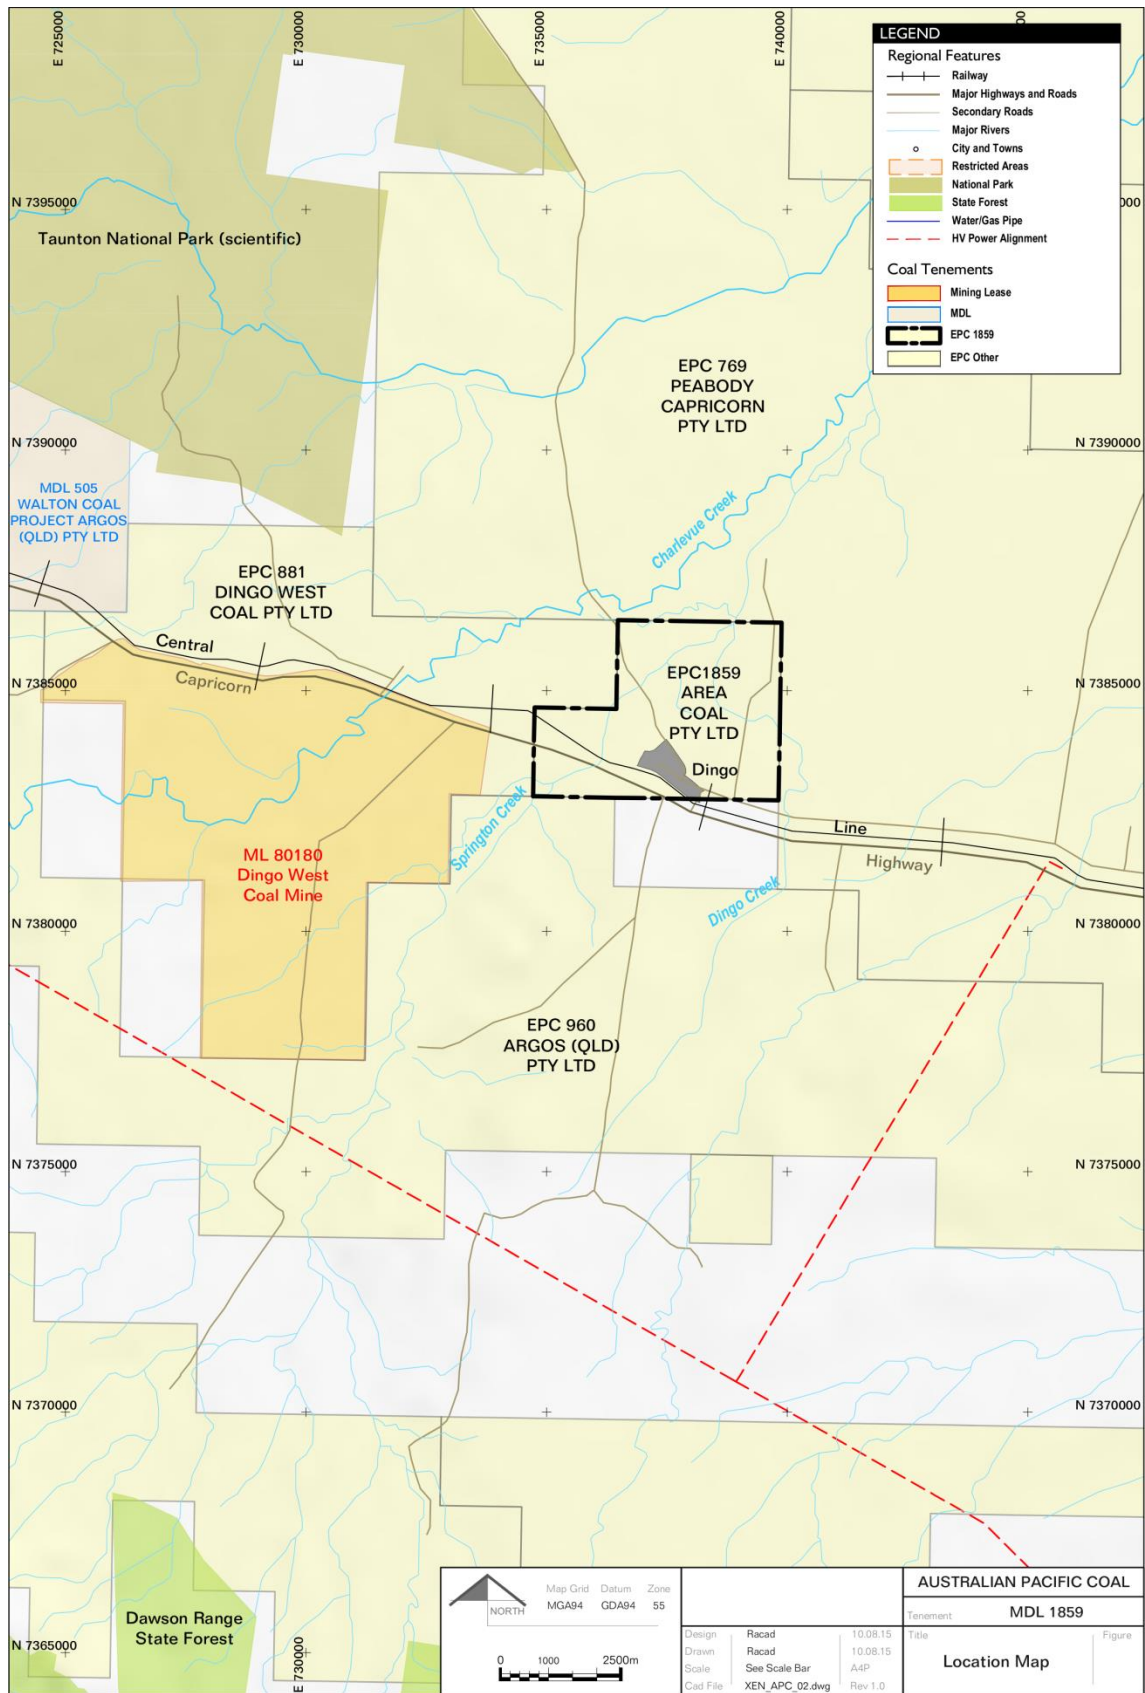 E 725000
E 730000
E 735000
E 740000
LEGEND
Regional Features
Railway
Major Highways and Roads
Secondary Roads
Major Rivers
City and Towns
Restricted Areas
National Park
State Forest
Water/Gas Pipe
HV Power Alignment
Coal Tenements
Mining Lease
MDL
EPC 1859
EPC Other
N 7395000
000
Taunton National Park (scientific)
EPC 769
PEABODY
CAPRICORN
PTY LTD
N 7390000
N 7390000
MDL 505
WALTON COAL
PROJECT ARGOS
(QLD) PTY LTD
Charlevue Creek
EPC 881
DINGO WEST
COAL PTY LTD
Central
Capricorn
N 7385000
N 7385000
EPC1859
AREA
COAL
PTY LTD
Dingo
Springton Creek
Line
Highway
ML 80180
Dingo West
Coal Mine
Dingo Creek
N 7380000
N 7380000
EPC 960
ARGOS (QLD)
PTY LTD
N 7375000
N 7375000
N 7370000
N 7370000
Dawson Range
State Forest
N 7365000
E 730000
NORTH
Map Grid Datum Zone
MGA94 GDA94 55
0 1000 2500m
Design Racad 10.08.15
Drawn Racad 10.08.15
Scale See Scale Bar A4P
Cad File XEN_APC_02.dwg Rev 1.0
AUSTRALIAN PACIFIC COAL
Tenement MDL 1859
Title Figure
Location Map